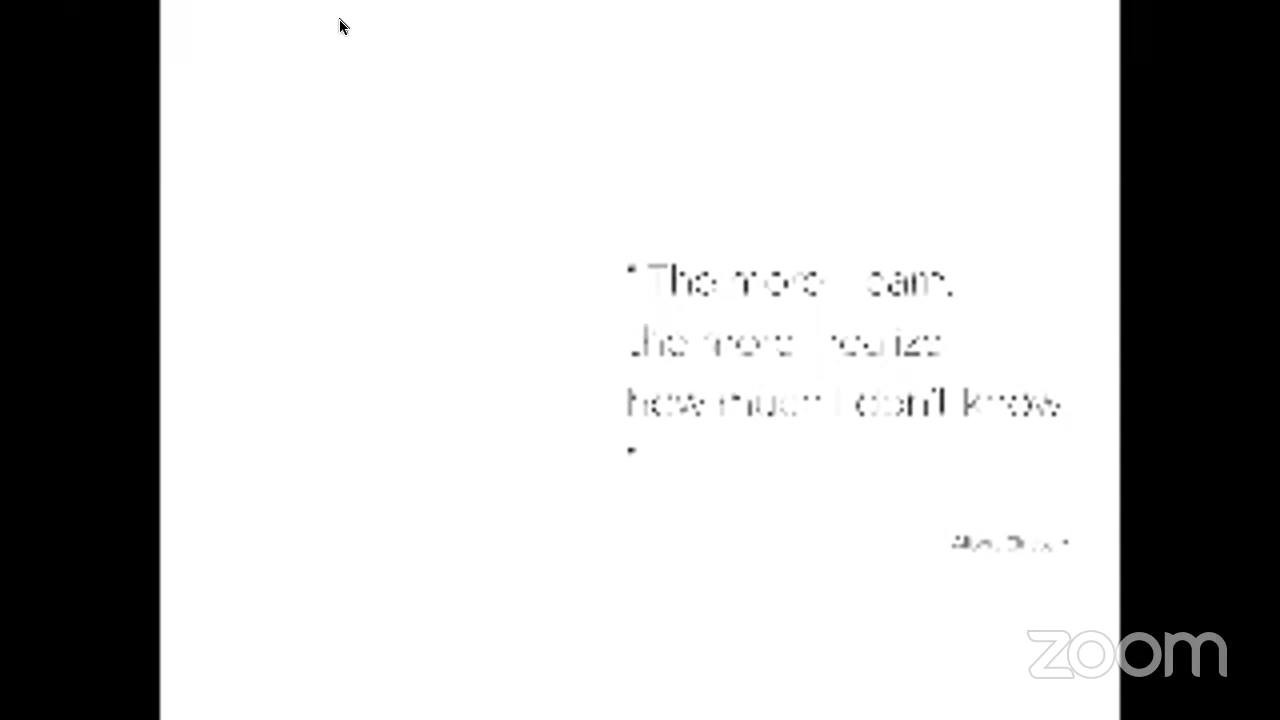 "The more I learn,
the more I realize
how much I don't know
"
zoom